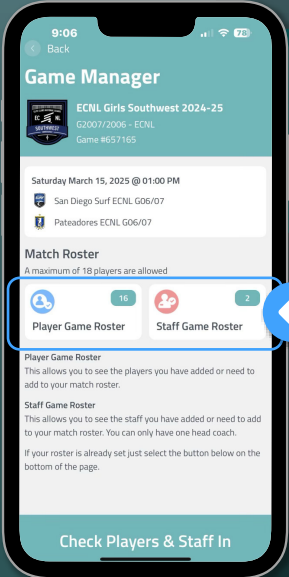 9:06
Back
Game Manager
ECNL Girls Southwest 2024-25
G2007/2006 - ECNL
Game #657165
EC NL
SOUTHWEST
Saturday March 15, 2025 @ 01:00 PM
San Diego Surf ECNL G06/07
Pateadores ECNL G06/07
Match Roster
A maximum of 18 players are allowed
16
2
Player Game Roster
Staff Game Roster
Player Game Roster
This allows you to see the players you have added or need to
add to your match roster.
Staff Game Roster
This allows you to see the staff you have added or need to add
to your match roster. You can only have one head coach.
If your roster is already set just select the button below on the
bottom of the page.
Check Players & Staff In